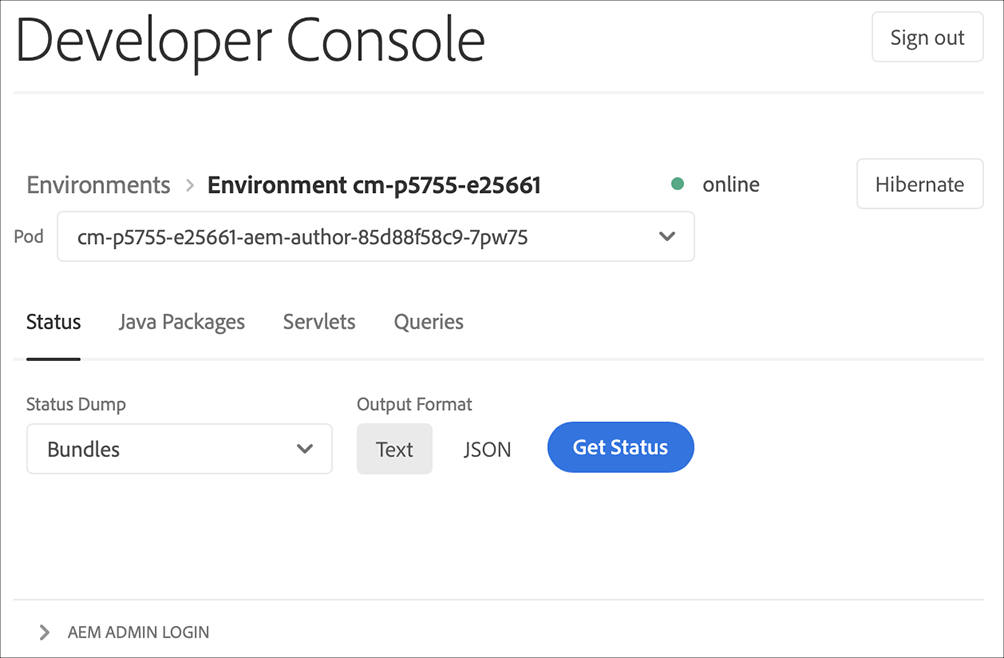 Developer Console
Sign out
Environments > Environment cm-p5755-e25661
online
Hibernate
Pod
cm-p5755-e25661-aem-author-85d88f58c9-7pw75
Status
Java Packages
Servlets
Queries
Status Dump
Output Format
Bundles
Text
JSON
Get Status
AEM ADMIN LOGIN